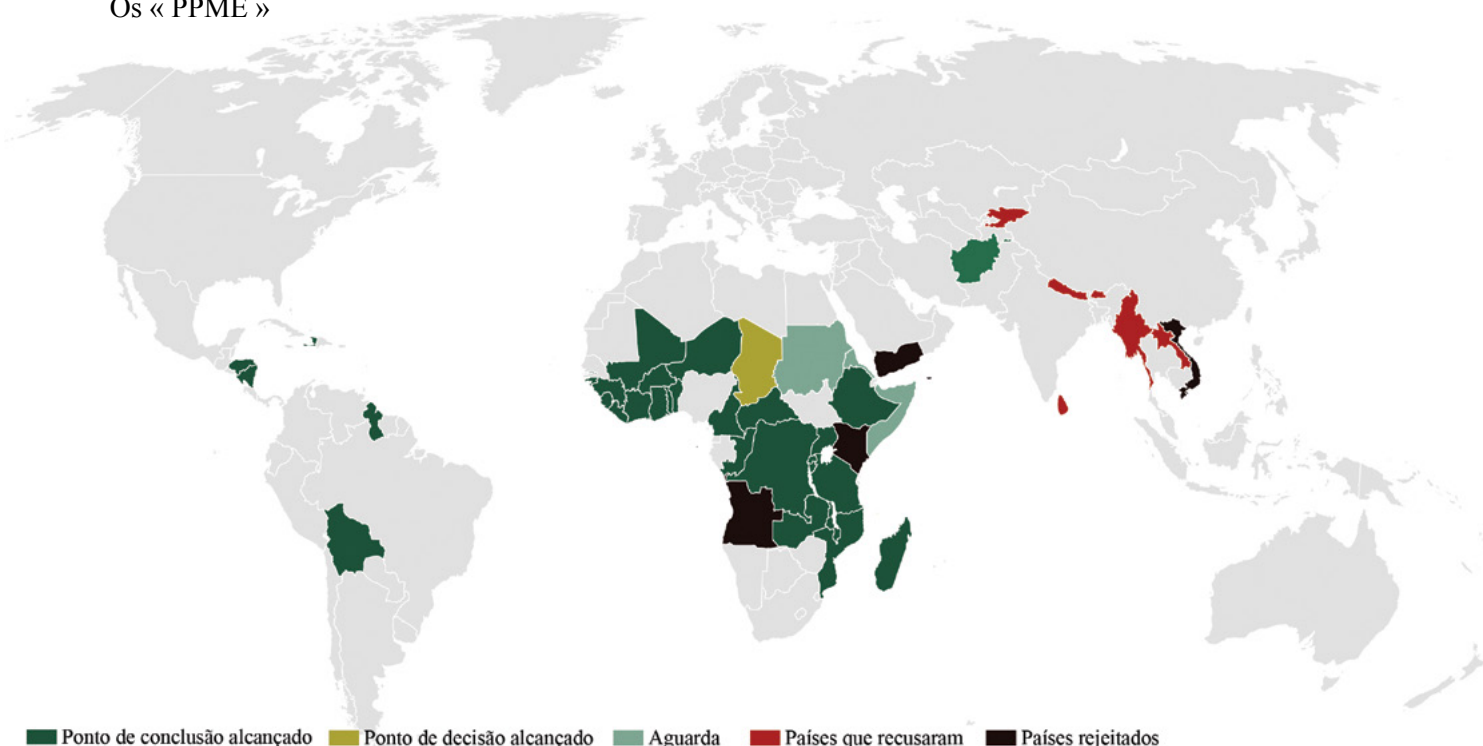 Os « PPME »
Ponto de conclusão alcançado Ponto de decisão alcançado Aguarda Países que recusaram Países rejeitados